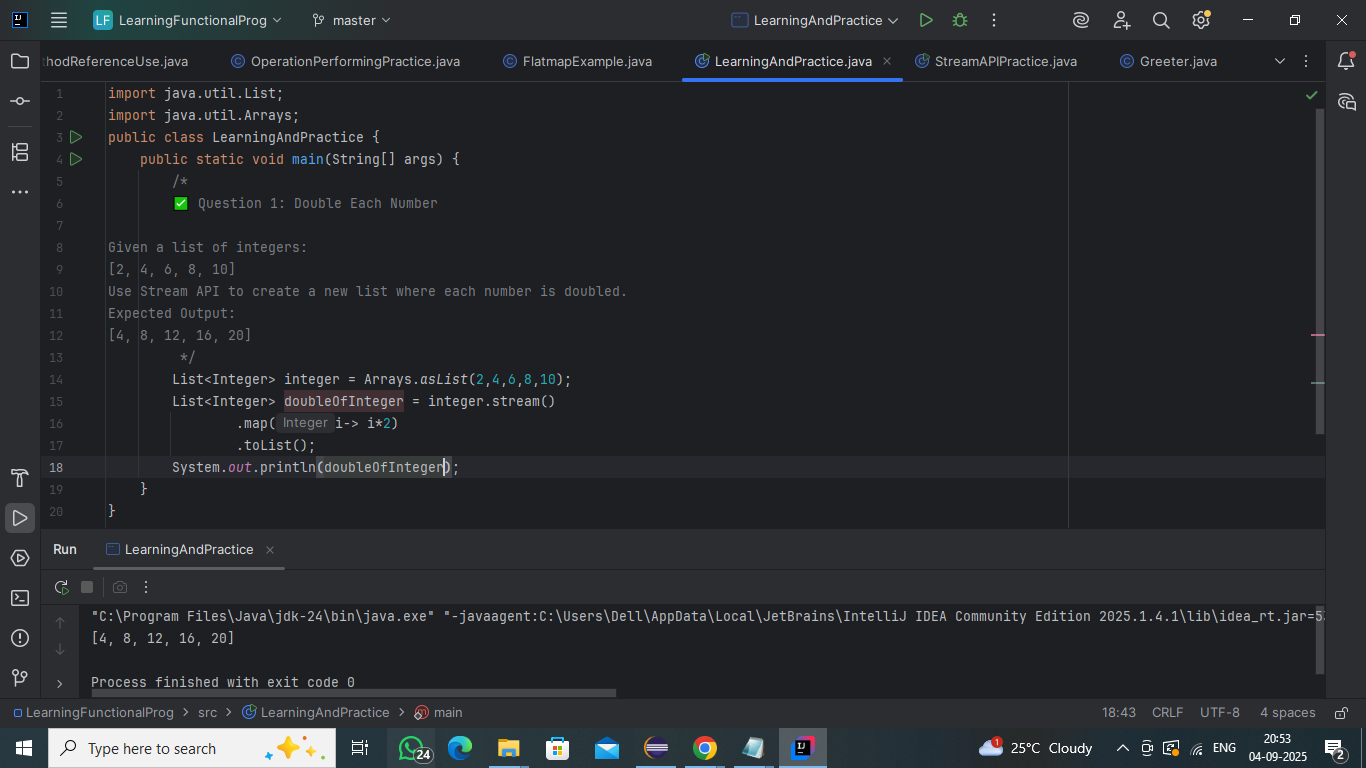 LF LearningFunctionalProg master LearningAndPractice
thodReferenceUse.java OperationPerformingPractice.java FlatmapExample.java LearningAndPractice.java StreamAPIPractice.java Greeter.java
1 import java.util.List;
2 import java.util.Arrays;
3 public class LearningAndPractice {
4 public static void main(String[] args) {
5 /*
6 ✅ Question 1: Double Each Number
7
8 Given a list of integers:
9 [2, 4, 6, 8, 10]
10 Use Stream API to create a new list where each number is doubled.
11 Expected Output:
12 [4, 8, 12, 16, 20]
13 */
14 List<Integer> integer = Arrays.asList(2,4,6,8,10);
15 List<Integer> doubleOfInteger = integer.stream()
16 .map( Integer i-> i*2)
17 .toList();
18 System.out.println(doubleOfInteger);
19 }
20 }
Run LearningAndPractice
"C:\Program Files\Java\jdk-24\bin\java.exe" "-javaagent:C:\Users\Dell\AppData\Local\JetBrains\IntelliJ IDEA Community Edition 2025.1.4.1\lib\idea_rt.jar=5
[4, 8, 12, 16, 20]
Process finished with exit code 0
LearningFunctionalProg > src > LearningAndPractice > main 18:43 CRLF UTF-8 4 spaces
Type here to search 24 1 25°C Cloudy ENG 20:53
04-09-2025 2